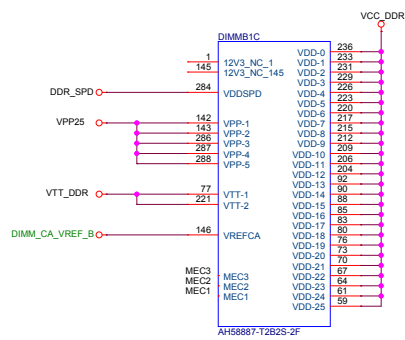 VCC_DDR
DIMMB1C
1 12V3_NC_1 VDD-0 236
145 12V3_NC_145 VDD-1 233
VDD-2 231
VDD-3 229
DDR_SPD 284 VDDSPD VDD-4 226
VDD-5 223
VDD-6 220
VPP25 142 VPP-1 VDD-7 217
143 VPP-2 VDD-8 215
286 VPP-3 VDD-9 212
287 VPP-4 VDD-10 209
288 VPP-5 VDD-11 206
VDD-12 204
VDD-13 92
VTT_DDR 77 VTT-1 VDD-14 90
221 VTT-2 VDD-15 88
VDD-16 85
VDD-17 83
DIMM_CA_VREF_B 146 VREFCA VDD-18 80
VDD-19 76
VDD-20 73
VDD-21 70
MEC3 MEC3 VDD-22 67
MEC2 MEC2 VDD-23 64
MEC1 MEC1 VDD-24 61
VDD-25 59
AH58887-T2B2S-2F